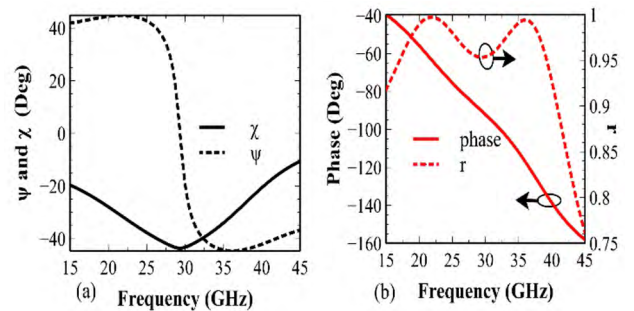 40
20
0
−20
−40
ψ and χ (Deg)
χ
ψ
15 20 25 30 35 40 45
(a) Frequency (GHz)
−40
−60
−80
−100
−120
−140
−160
Phase (Deg)
phase
r
1
0.95
0.9
0.85
0.8
0.75
r
15 20 25 30 35 40 45
(b) Frequency (GHz)